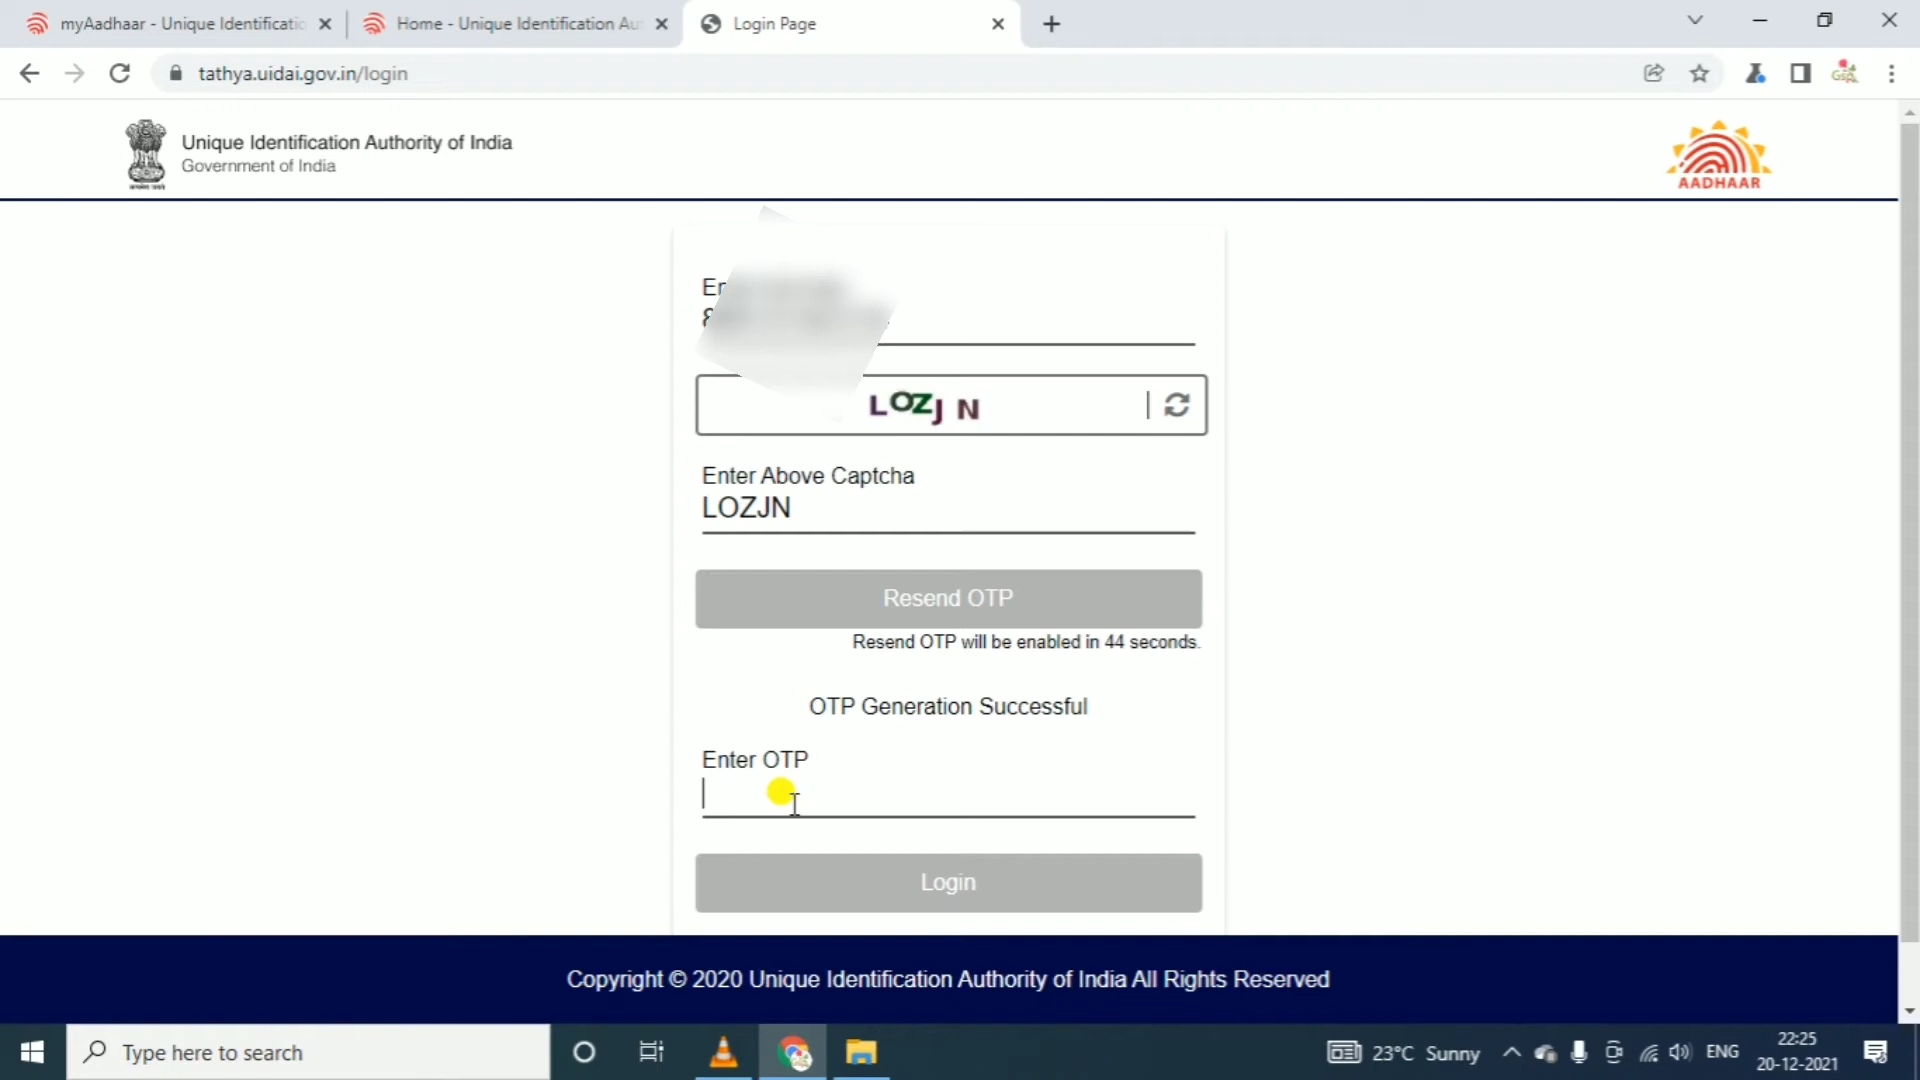 myAadhaar - Unique Identificatio
Home - Unique Identification Au
Login Page
tathya.uidai.gov.in/login
Unique Identification Authority of India
Government of India
AADHAAR
LOZJN
Enter Above Captcha
LOZJN
Resend OTP
Resend OTP will be enabled in 44 seconds.
OTP Generation Successful
Enter OTP
Login
Copyright © 2020 Unique Identification Authority of India All Rights Reserved
Type here to search
23°C Sunny
ENG
22:25
20-12-2021